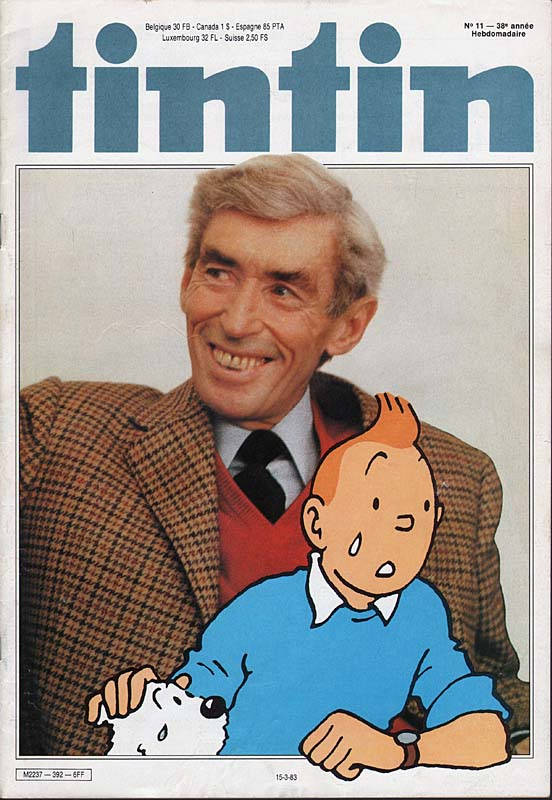 Belgique 30 FB - Canada 1 $ - Espagne 85 PTA
Luxembourg 32 FL - Suisse 2,50 FS
Nº 11 — 38e année
Hebdomadaire
tintin
M2237 — 392 — 6FF
15-3-83